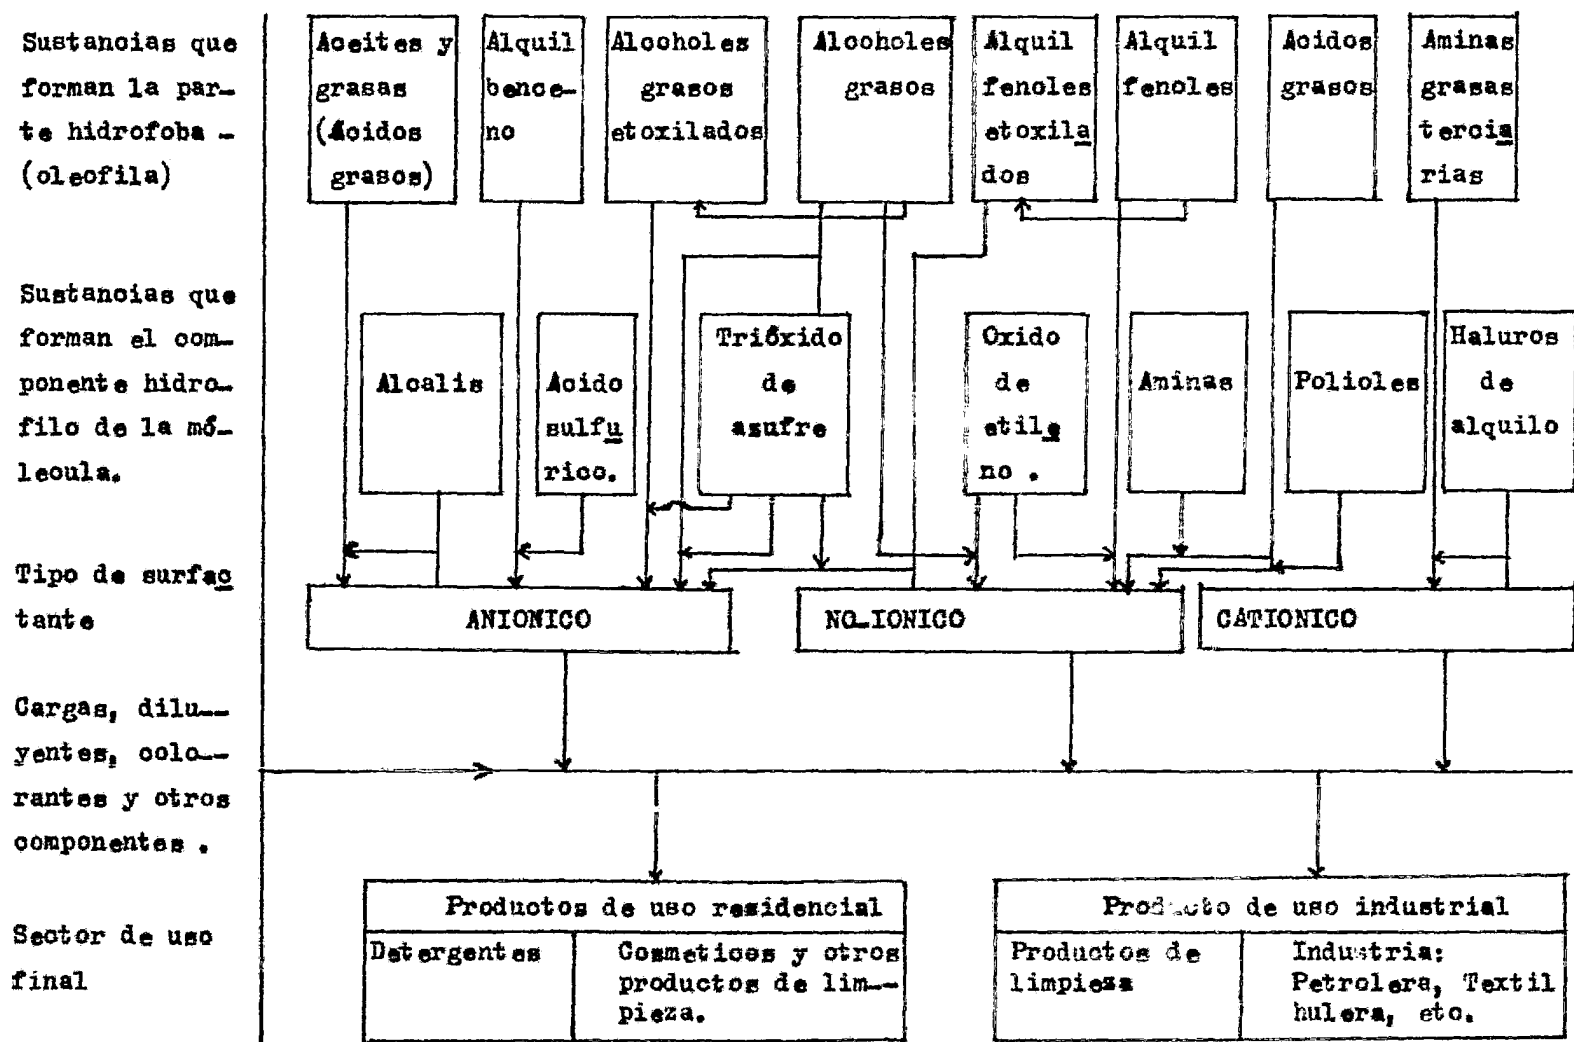 Sustancias que
forman la par-
te hidrofoba -
(oleofila)
Aceites y
grasas
(Ácidos
grasos)
Alquil
bence-
no
Alcoholes
grasos
etoxilados
Alcoholes
grasos
Alquil
fenoles
etoxila
dos
Alquil
fenoles
Acidos
grasos
Aminas
grasas
tercia
rias
Sustancias que
forman el com-
ponente hidro-
filo de la mó-
lecula.
Alcalis
Acido
sulfu
rico.
Trióxido
de
azufre
Oxido
de
etile
no .
Aminas
Polioles
Haluros
de
alquilo
Tipo de surfac
tante
ANIONICO
NO-IONICO
CATIONICO
Cargas, dilu--
yentes, colo--
rantes y otros
componentes .
Sector de uso
final
Productos de uso residencial
Detergentes
Cosmeticos y otros
productos de lim--
pieza.
Producto de uso industrial
Productos de
limpieza
Industria:
Petrolera, Textil
hulera, etc.